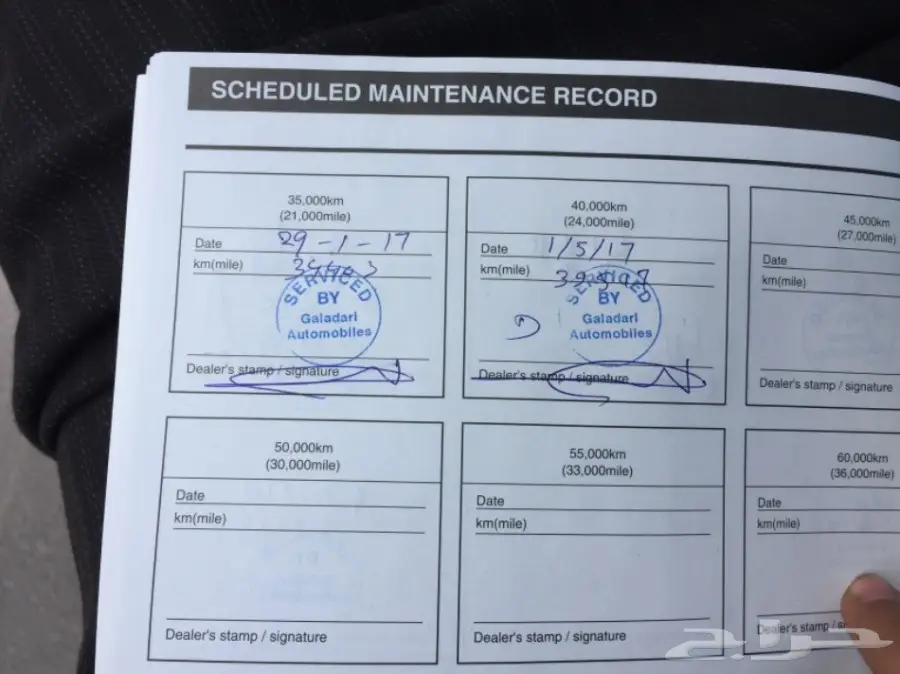 SCHEDULED MAINTENANCE RECORD
35,000km
(21,000mile)
Date 29-1-17
km(mile)
SERVICED
BY
Galadari
Automobiles
Dealer's stamp / signature
40,000km
(24,000mile)
Date 1/5/17
km(mile)
SERVICED
BY
Galadari
Automobiles
Dealer's stamp / signature
45,000km
(27,000mile)
Date
km(mile)
Dealer's stamp / signature
50,000km
(30,000mile)
Date
km(mile)
Dealer's stamp / signature
55,000km
(33,000mile)
Date
km(mile)
Dealer's stamp / signature
60,000km
(36,000mile)
Date
km(mile)
Dealer's stamp /
حراج